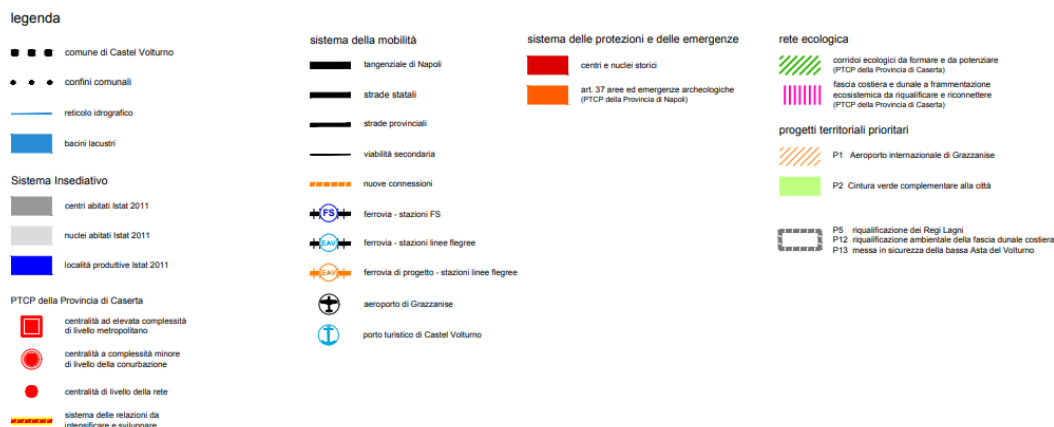 legenda
comune di Castel Volturno
confini comunali
reticolo idrografico
bacini lacustri
Sistema Insediativo
centri abitati Istat 2011
nuclei abitati Istat 2011
località produttive Istat 2011
PTCP della Provincia di Caserta
centralità ad elevata complessità
di livello metropolitano
centralità a complessità minore
di livello della conurbazione
centralità di livello della rete
sistema delle relazioni da
intensificare e sviluppare
sistema della mobilità
tangenziale di Napoli
strade statali
strade provinciali
viabilità secondaria
nuove connessioni
FS
ferrovia - stazioni FS
EAV
ferrovia - stazioni linee flegree
EAV
ferrovia di progetto - stazioni linee flegree
aeroporto di Grazzanise
porto turistico di Castel Volturno
sistema delle protezioni e delle emergenze
centri e nuclei storici
art. 37 aree ed emergenze archeologiche
(PTCP della Provincia di Napoli)
rete ecologica
corridoi ecologici da formare e da potenziare
(PTCP della Provincia di Caserta)
fascia costiera e dunale a frammentazione
ecosistemica da riqualificare e riconnettere
(PTCP della Provincia di Caserta)
progetti territoriali prioritari
P1 Aeroporto internazionale di Grazzanise
P2 Cintura verde complementare alla città
P5 riqualificazione dei Regi Lagni
P12 riqualificazione ambientale della fascia dunale costiera
P13 messa in sicurezza della bassa Asta del Volturno